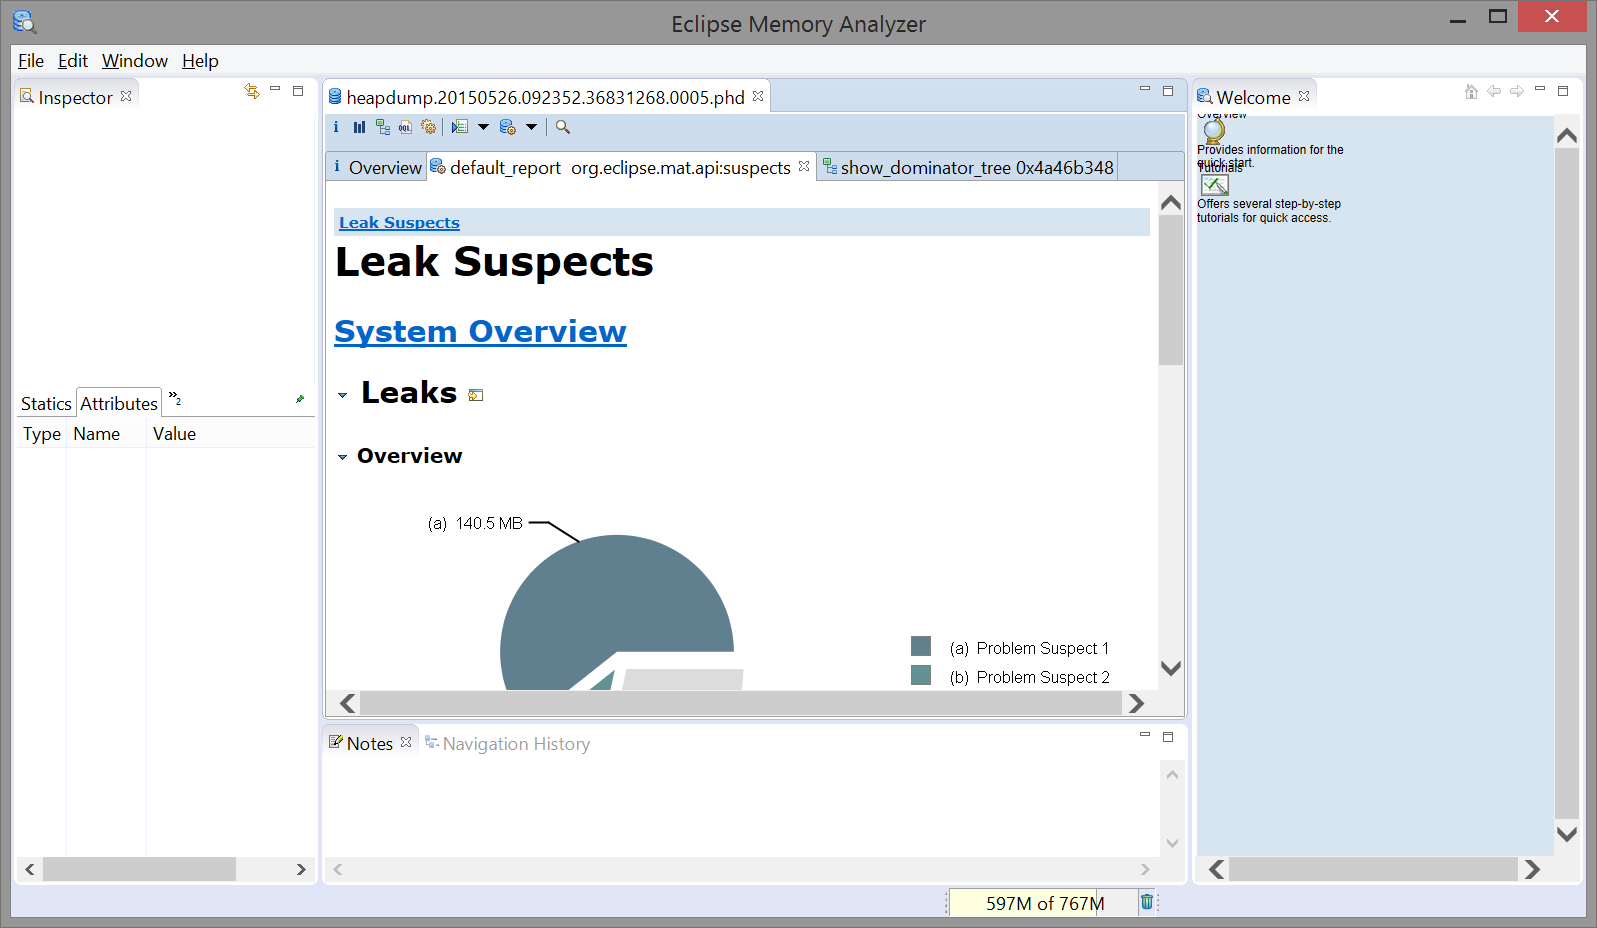 Eclipse Memory Analyzer
File Edit Window Help
Inspector
Statics Attributes »2
Type Name Value
heapdump.20150526.092352.36831268.0005.phd
i Overview default_report org.eclipse.mat.api:suspects show_dominator_tree 0x4a46b348
Leak Suspects
Leak Suspects
System Overview
Leaks
Overview
(a) 140.5 MB
(a) Problem Suspect 1
(b) Problem Suspect 2
Notes Navigation History
Welcome
Overview
Provides information for the
quick start.
Tutorials
Offers several step-by-step
tutorials for quick access.
597M of 767M